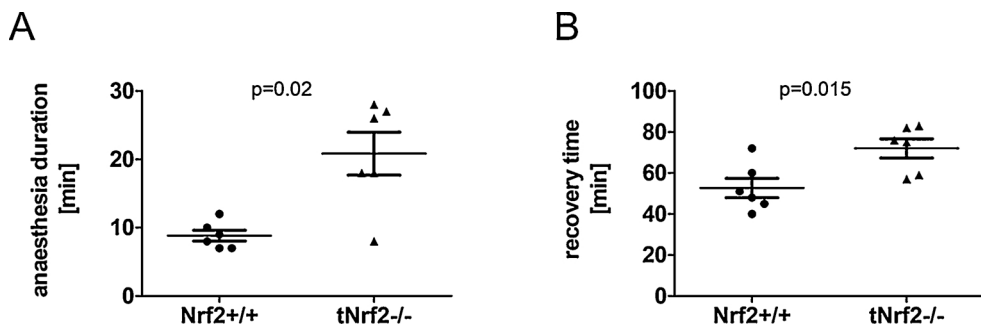 A
anaesthesia duration
[min]
30
20
10
0
p=0.02
Nrf2+/+
tNrf2-/-
B
recovery time
[min]
100
80
60
40
20
0
p=0.015
Nrf2+/+
tNrf2-/-